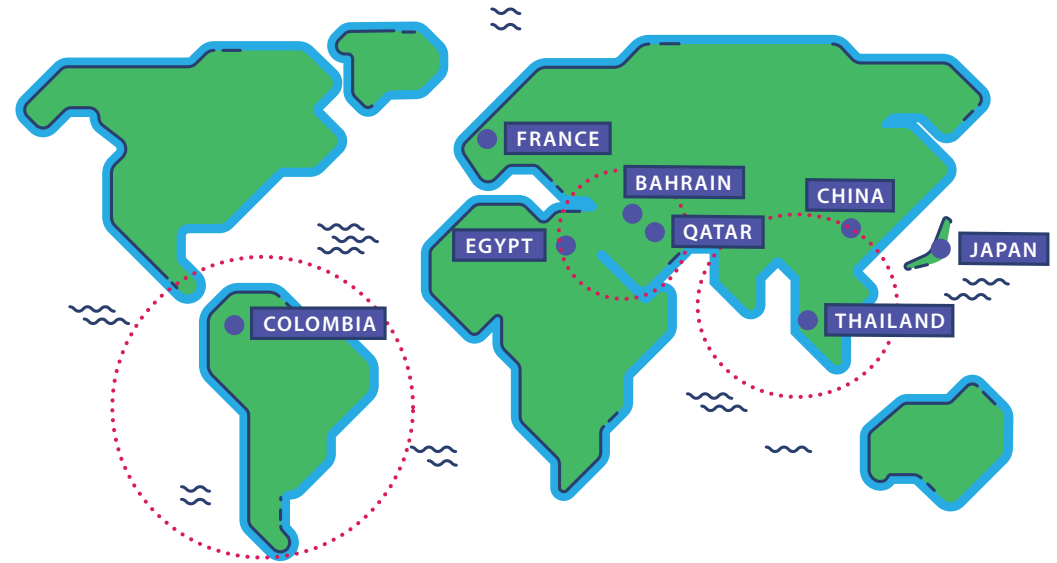 FRANCE
BAHRAIN
CHINA
QATAR
EGYPT
JAPAN
COLOMBIA
THAILAND